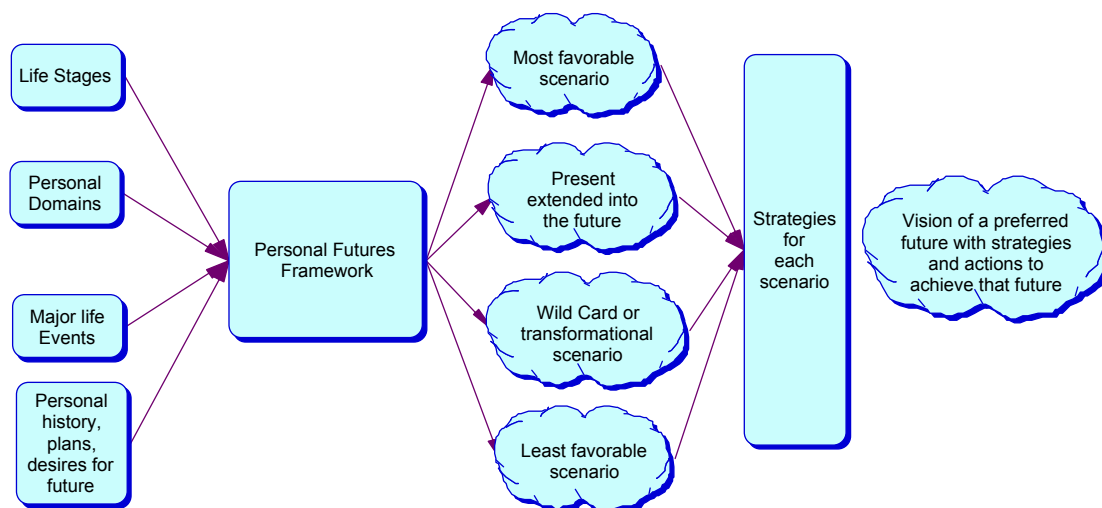 Life Stages
Personal
Domains
Major life
Events
Personal
history,
plans,
desires for
future
Personal Futures
Framework
Most favorable
scenario
Present
extended into
the future
Wild Card or
transformational
scenario
Least favorable
scenario
Strategies
for
each
scenario
Vision of a preferred
future with strategies
and actions to
achieve that future